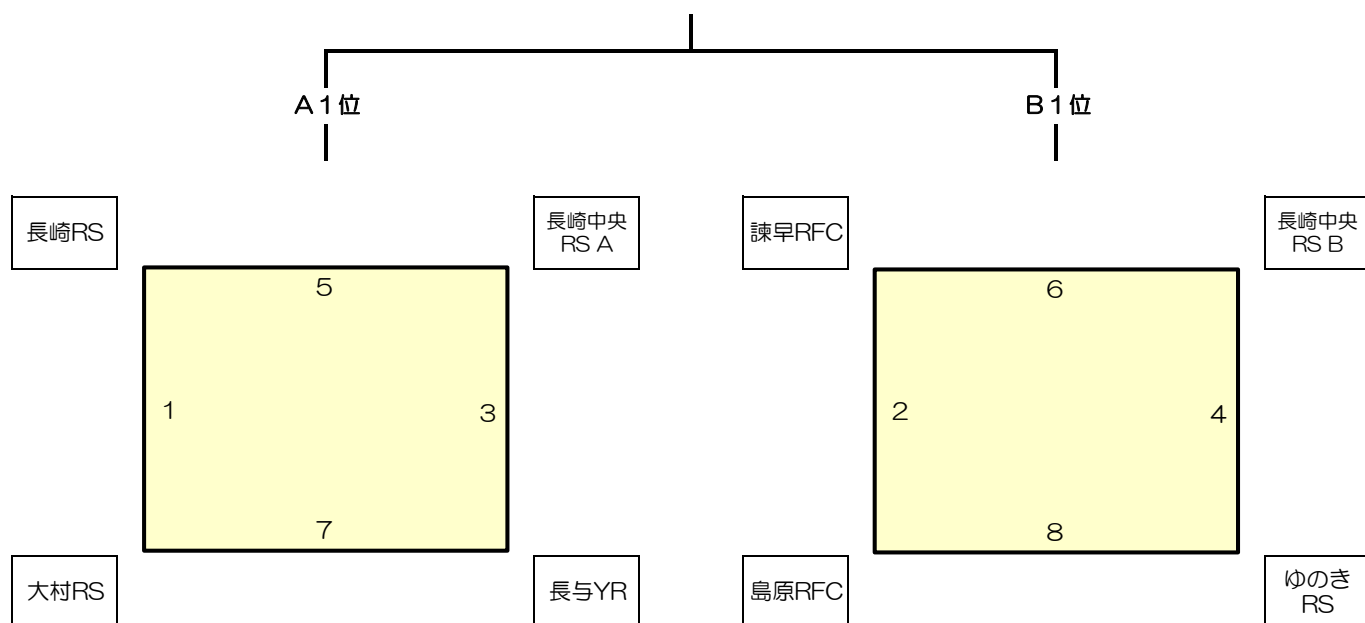 A1位
B1位
長崎RS
長崎中央
RS A
諫早RFC
長崎中央
RS B
5
6
1
3
2
4
7
8
大村RS
長与YR
島原RFC
ゆのき
RS